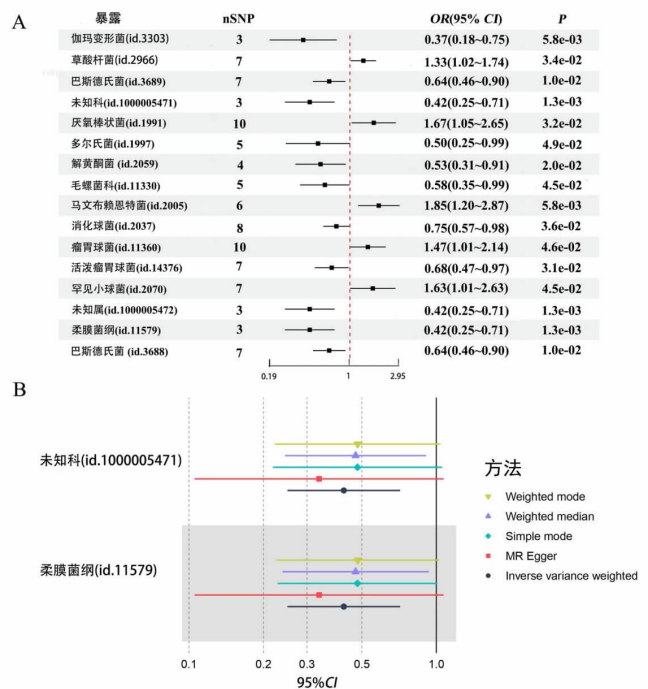 A
暴露 nSNP OR(95% CI) P
伽玛变形菌(id.3303) 3 0.37(0.18~0.75) 5.8e-03
草酸杆菌(id.2966) 7 1.33(1.02~1.74) 3.4e-02
巴斯德氏菌(id.3689) 7 0.64(0.46~0.90) 1.0e-02
未知科(id.1000005471) 3 0.42(0.25~0.71) 1.3e-03
厌氧棒状菌(id.1991) 10 1.67(1.05~2.65) 3.2e-02
多尔氏菌(id.1997) 5 0.50(0.25~0.99) 4.9e-02
解黄酮菌(id.2059) 4 0.53(0.31~0.91) 2.0e-02
毛螺菌科(id.11330) 5 0.58(0.35~0.99) 4.5e-02
马文布赖恩特菌(id.2005) 6 1.85(1.20~2.87) 5.8e-03
消化球菌(id.2037) 8 0.75(0.57~0.98) 3.6e-02
瘤胃球菌(id.11360) 10 1.47(1.01~2.14) 4.6e-02
活泼瘤胃球菌(id.14376) 7 0.68(0.47~0.97) 3.1e-02
罕见小球菌(id.2070) 7 1.63(1.01~2.63) 4.5e-02
未知属(id.1000005472) 3 0.42(0.25~0.71) 1.3e-03
柔膜菌纲(id.11579) 3 0.42(0.25~0.71) 1.3e-03
巴斯德氏菌(id.3688) 7 0.64(0.46~0.90) 1.0e-02
0.19 1 2.95
B
未知科(id.1000005471)
柔膜菌纲(id.11579)
方法
Weighted mode
Weighted median
Simple mode
MR Egger
Inverse variance weighted
0.1 0.2 0.3 0.5 1.0
95%CI